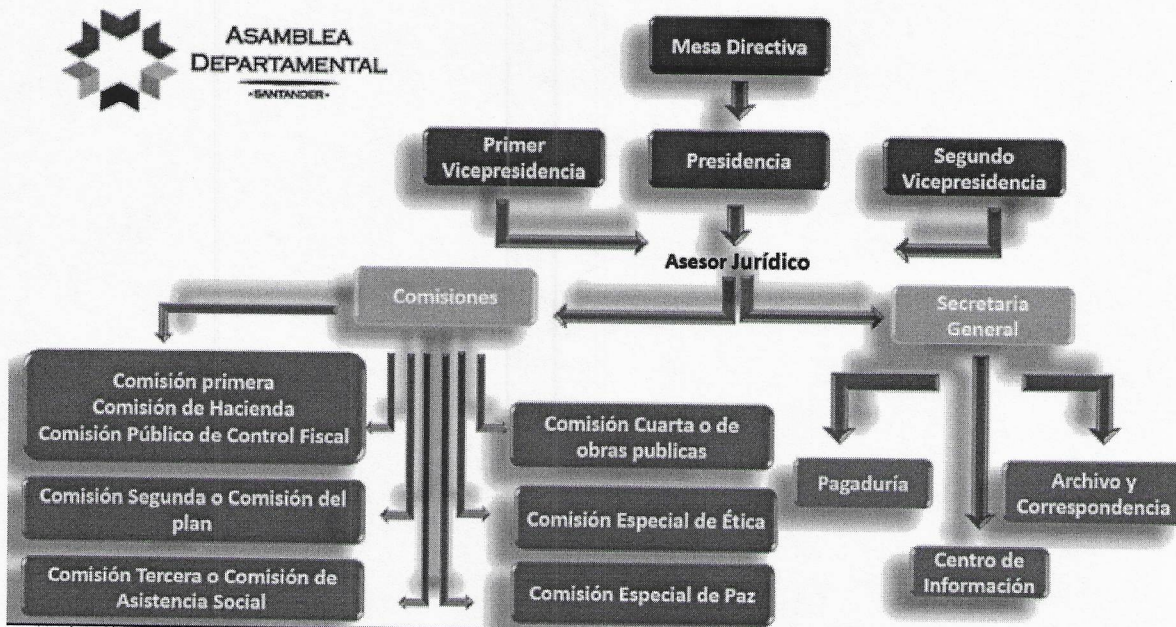 ASAMBLEA
DEPARTAMENTAL
•SANTANDER•
Mesa Directiva
Primer
Vicepresidencia
Presidencia
Segundo
Vicepresidencia
Asesor Jurídico
Comisiones
Secretaria
General
Comisión primera
Comisión de Hacienda
Comisión Público de Control Fiscal
Comisión Cuarta o de
obras publicas
Comisión Segunda o Comisión del
plan
Comisión Especial de Ética
Comisión Tercera o Comisión de
Asistencia Social
Comisión Especial de Paz
Pagaduría
Archivo y
Correspondencia
Centro de
Información